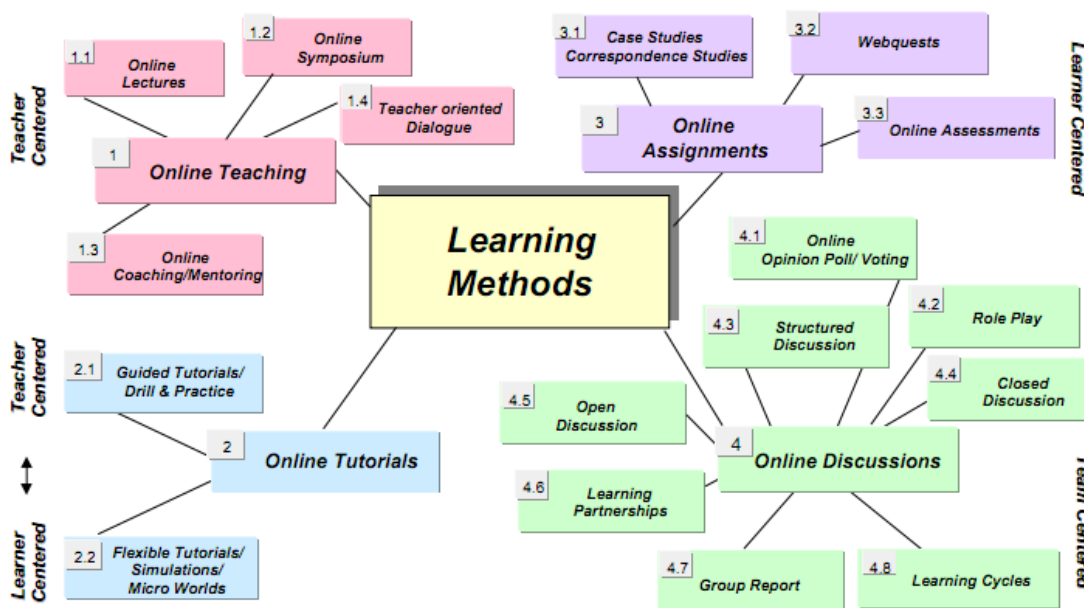 Teacher
Centered
1.1
Online
Lectures
1.2
Online
Symposium
1.4
Teacher oriented
Dialogue
1
Online Teaching
1.3
Online
Coaching/Mentoring
Learning
Methods
3.1
Case Studies
Correspondence Studies
3.2
Webquests
3
Online
Assignments
3.3
Online Assessments
Learner Centered
Teacher
Centered
2.1
Guided Tutorials/
Drill & Practice
2
Online Tutorials
2.2
Flexible Tutorials/
Simulations/
Micro Worlds
Learner
Centered
4.1
Online
Opinion Poll/ Voting
4.2
Role Play
4.3
Structured
Discussion
4.4
Closed
Discussion
4.5
Open
Discussion
4
Online Discussions
4.6
Learning
Partnerships
4.7
Group Report
4.8
Learning Cycles
Team Centered